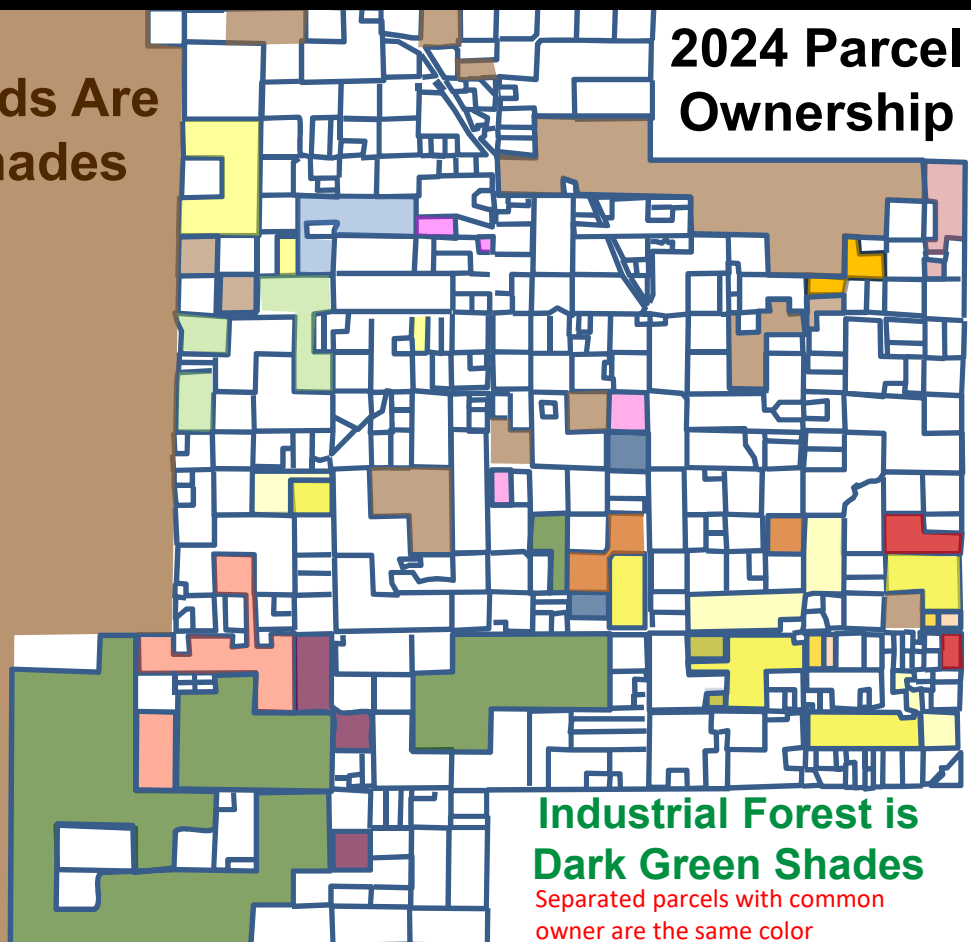 2024 Parcel
Ownership
ds Are
hades
Industrial Forest is
Dark Green Shades
Separated parcels with common
owner are the same color